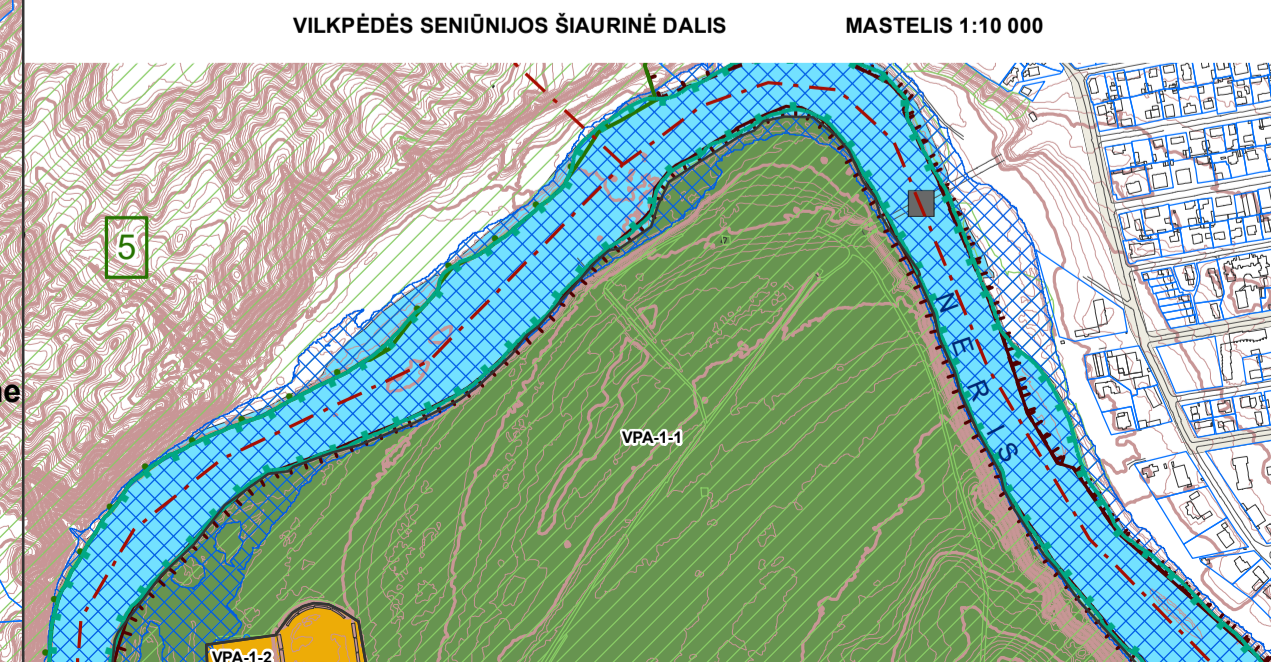 VILKPĖDĖS SENIŪNIJOS ŠIAURINĖ DALIS MASTELIS 1:10 000
5
NERIS
VPA-1-1
VPA-1-2